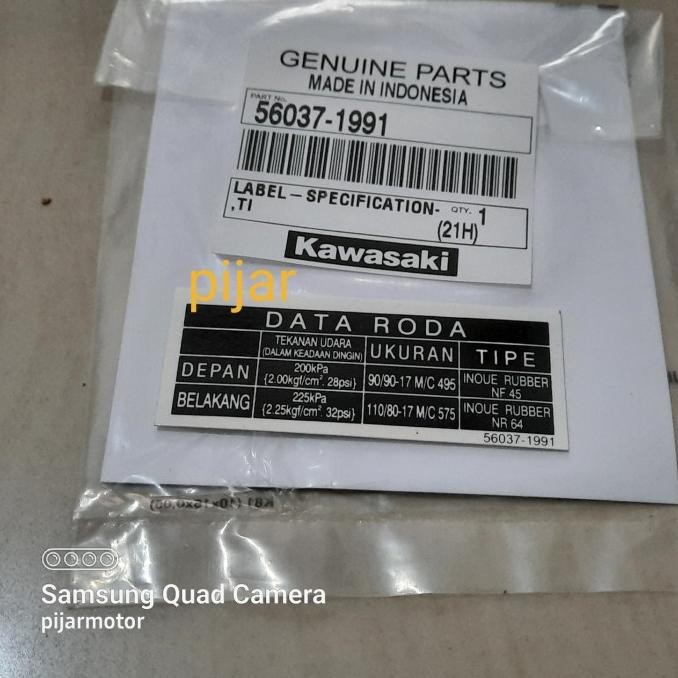 GENUINE PARTS
MADE IN INDONESIA
PART No.
56037-1991
LABEL-SPECIFICATION- QTY. 1
,TI (21H)
Kawasaki
pijar
DATA RODA
TEKANAN UDARA (DALAM KEADAAN DINGIN) UKURAN TIPE
DEPAN 200kPa {2.00kgf/cm². 28psi} 90/90-17 M/C 49S INOUE RUBBER NF 45
BELAKANG 225kPa {2.25kgf/cm². 32psi} 110/80-17 M/C 57S INOUE RUBBER NR 64
56037-1991
Samsung Quad Camera
pijarmotor